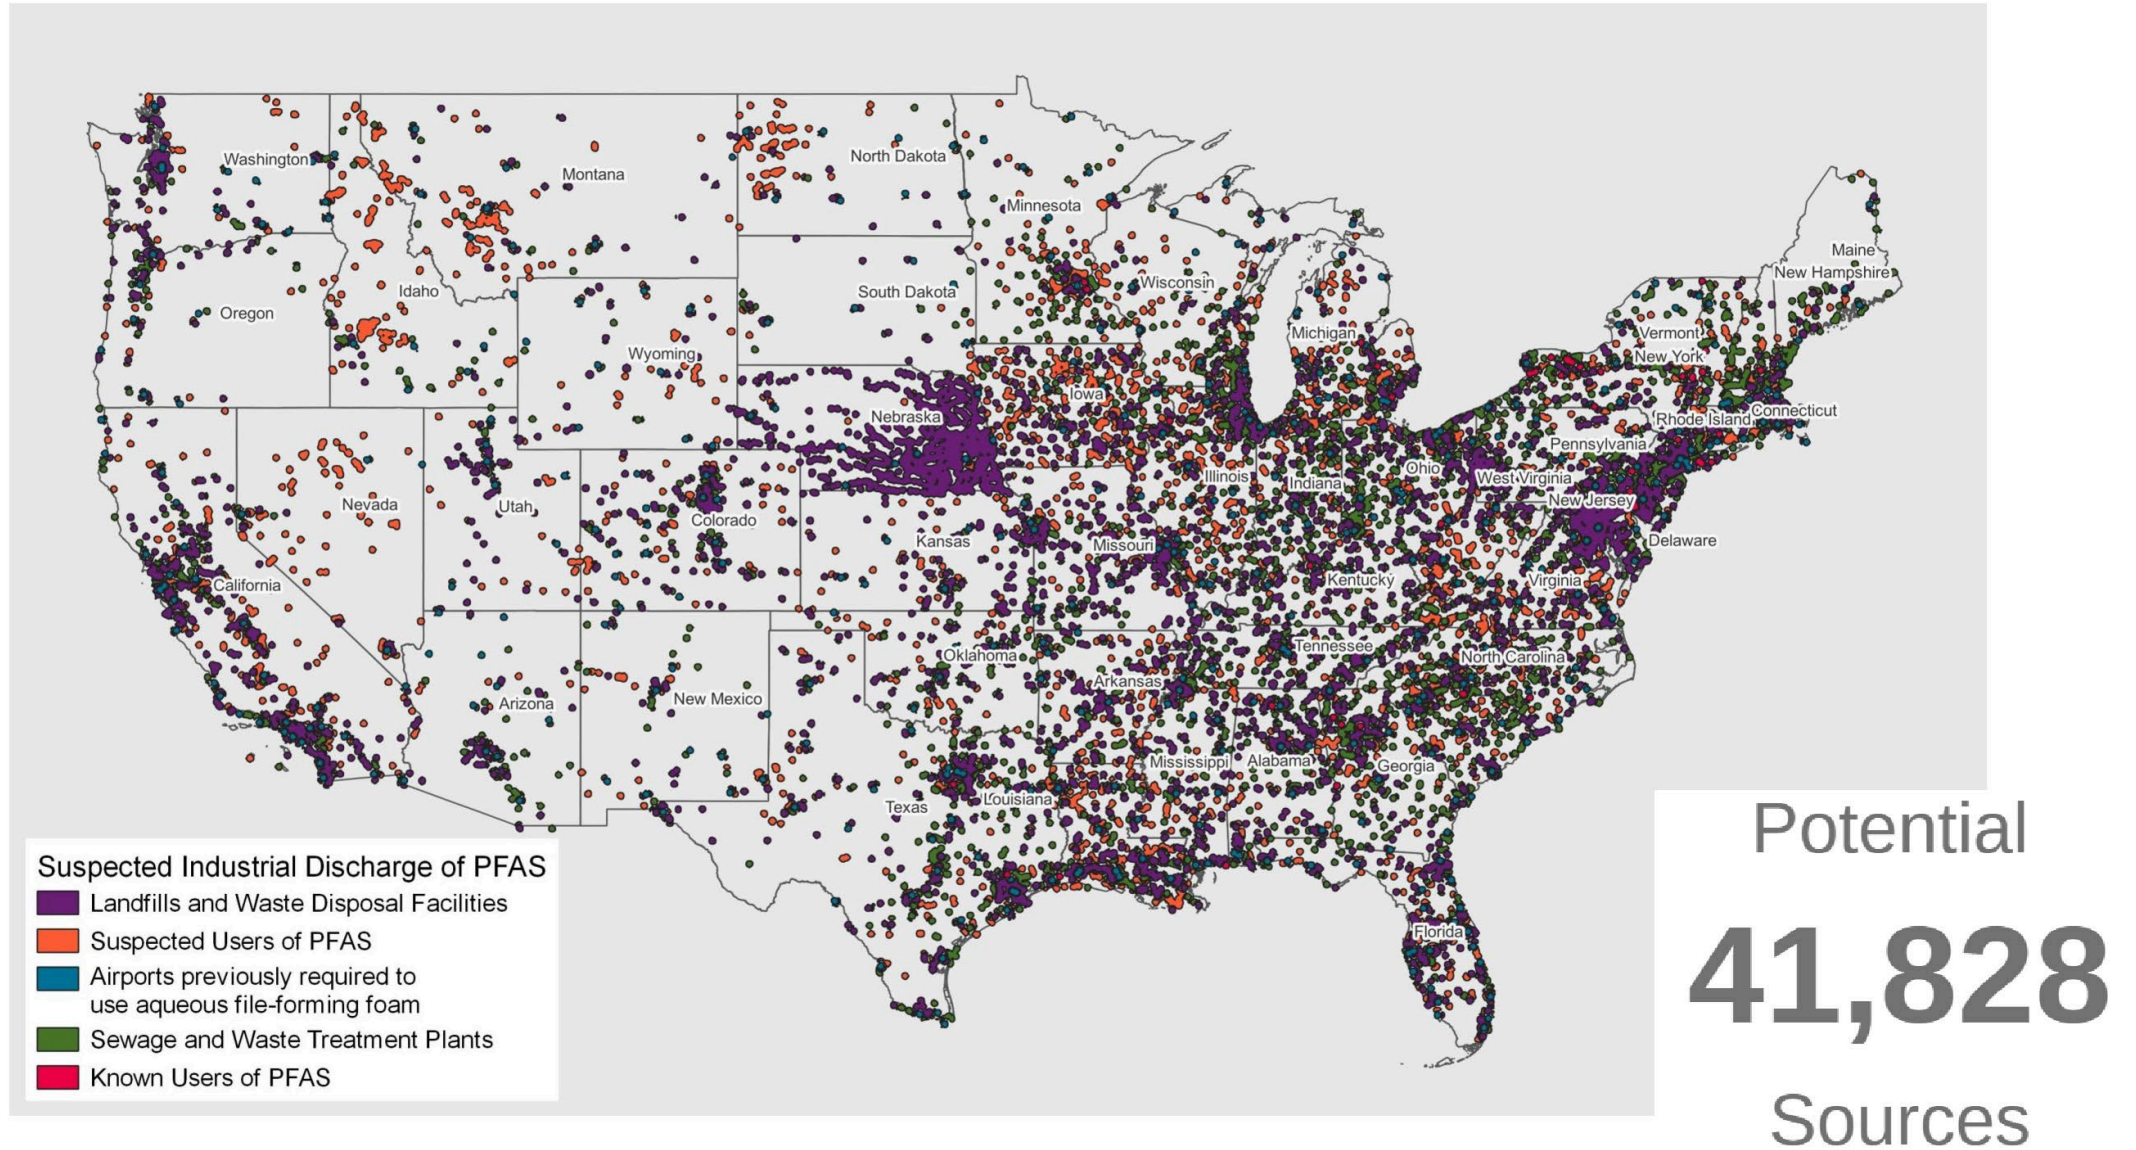 Washington
Montana
North Dakota
Minnesota
Maine
New Hampshire
Oregon
Idaho
South Dakota
Wisconsin
Michigan
Vermont
Wyoming
New York
Iowa
Nebraska
Rhode Island
Connecticut
Pennsylvania
Nevada
Utah
Colorado
Illinois
Indiana
Ohio
West Virginia
New Jersey
Kansas
Missouri
Delaware
California
Kentucky
Virginia
Oklahoma
Tennessee
North Carolina
Arizona
New Mexico
Arkansas
Mississippi
Alabama
Georgia
Texas
Louisiana
Florida
Suspected Industrial Discharge of PFAS
Landfills and Waste Disposal Facilities
Suspected Users of PFAS
Airports previously required to
use aqueous file-forming foam
Sewage and Waste Treatment Plants
Known Users of PFAS
Potential
41,828
Sources